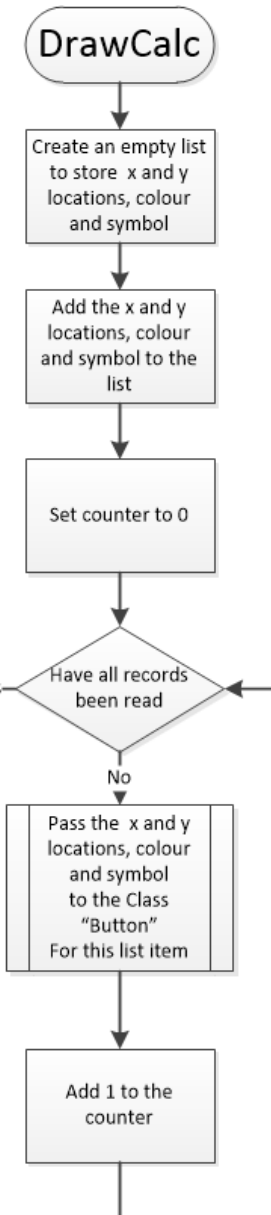 DrawCalc
Create an empty list
to store x and y
locations, colour
and symbol
Add the x and y
locations, colour
and symbol to the
list
Set counter to 0
Have all records
been read
No
Pass the x and y
locations, colour
and symbol
to the Class
“Button”
For this list item
Add 1 to the
counter